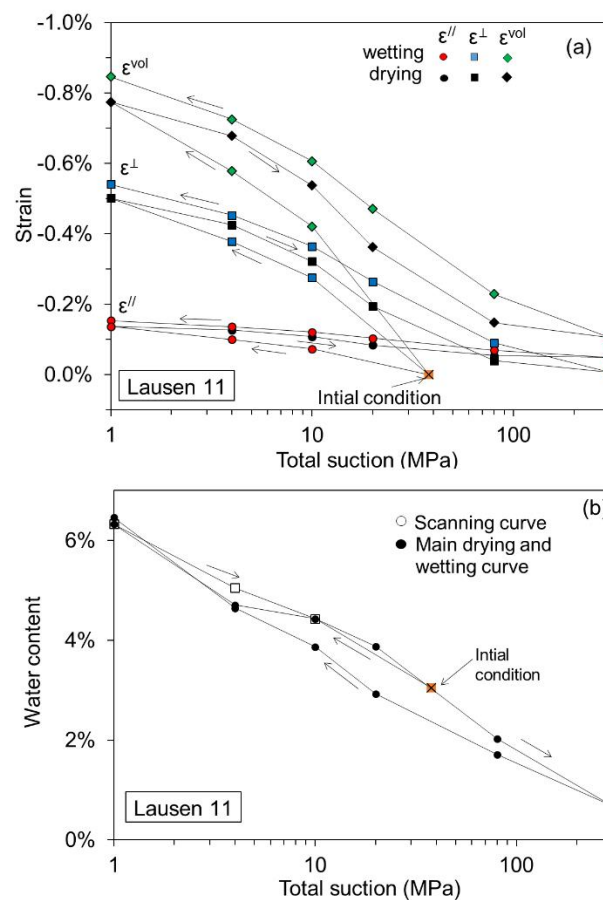 -1.0%
-0.8%
-0.6%
-0.4%
-0.2%
0.0%
Strain
(a)
ε// ε⊥ εvol
wetting
drying
εvol
ε⊥
ε//
Lausen 11
Intial condition
1 10 100
Total suction (MPa)
(b)
6%
4%
2%
0%
Water content
Scanning curve
Main drying and
wetting curve
Intial
condition
Lausen 11
1 10 100
Total suction (MPa)